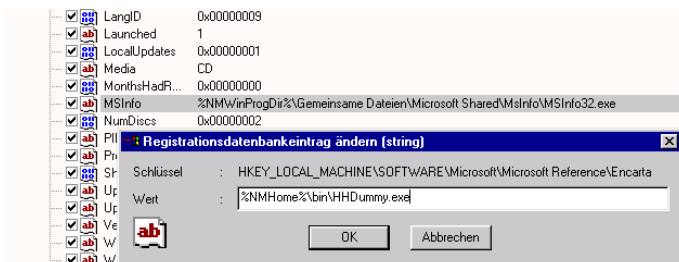 LangID 0x00000009
Launched 1
LocalUpdates 0x00000001
Media CD
MonthsHadR... 0x00000000
MSInfo %NMWinProgDir%\Gemeinsame Dateien\Microsoft Shared\MsInfo\MSInfo32.exe
NumDiscs 0x00000002
Registrationsdatenbankeintrag ändern (string)
Schlüssel : HKEY_LOCAL_MACHINE\SOFTWARE\Microsoft\Microsoft Reference\Encarta
Wert : %NMHome%\bin\HHDummy.exe
ab
OK Abbrechen